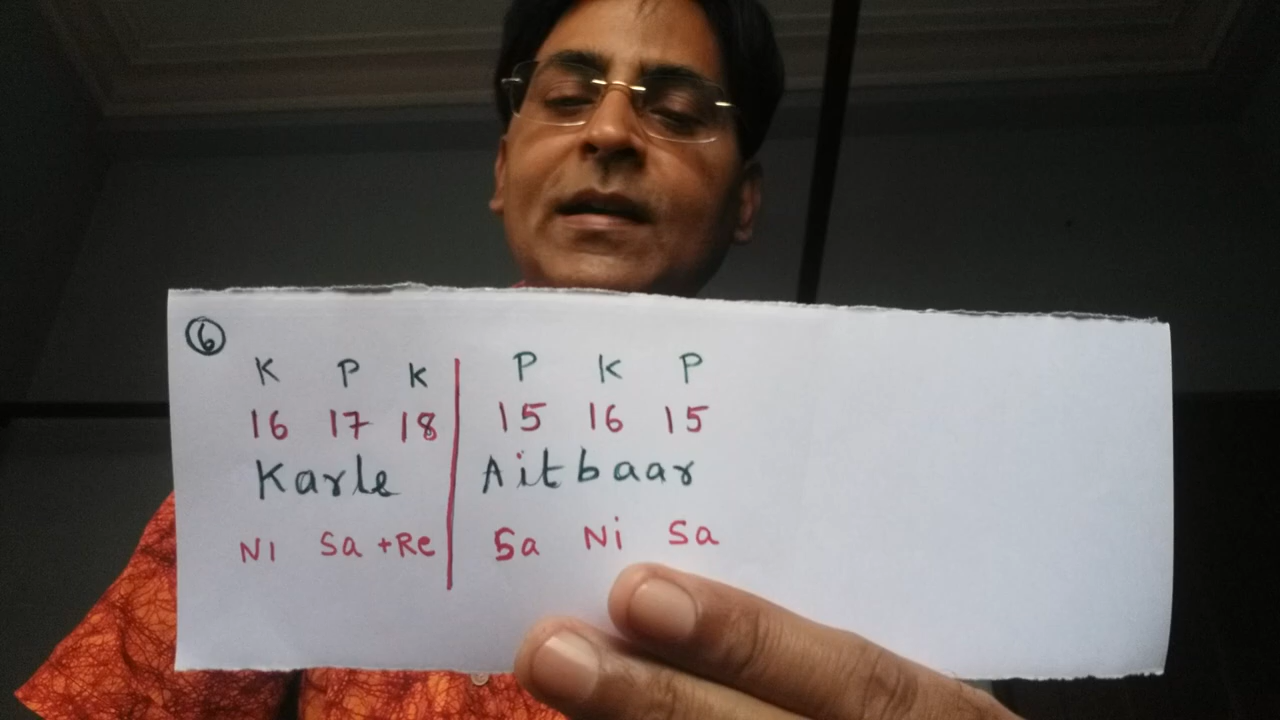 6
K P K | P K P
16 17 18 | 15 16 15
Karle | Aitbaar
Ni Sa +Re | Sa Ni Sa